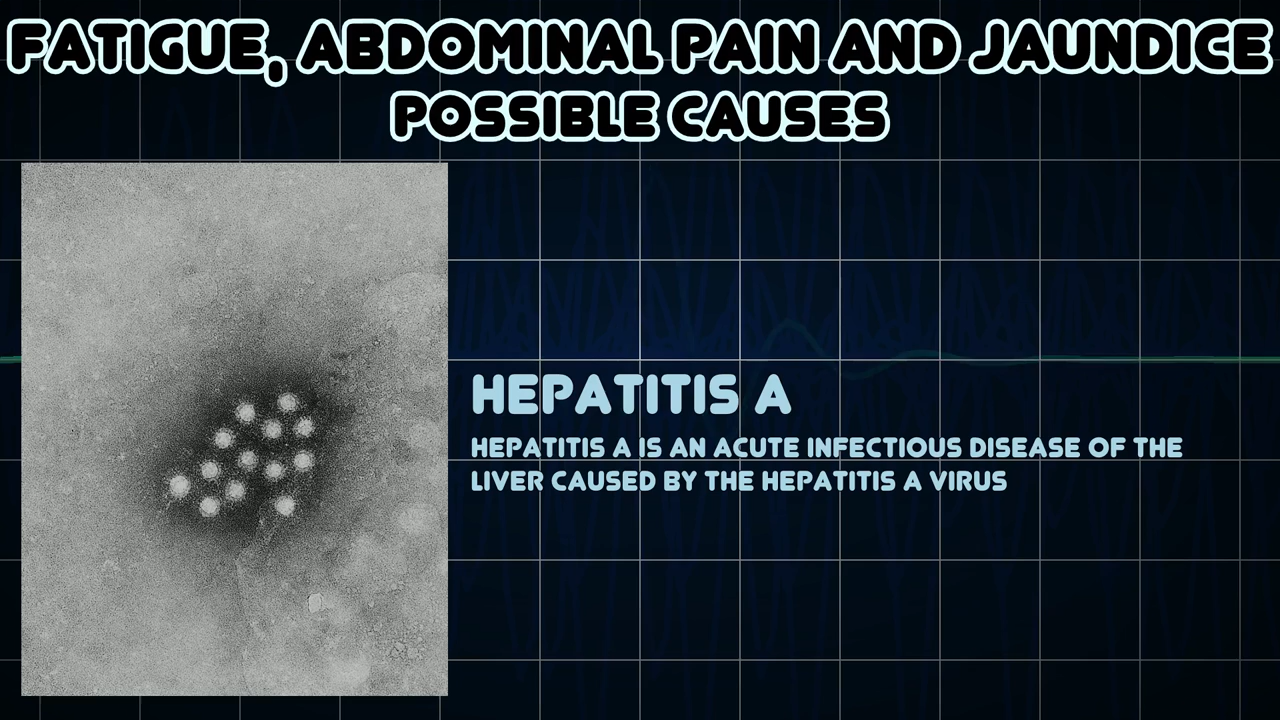 FATIGUE, ABDOMINAL PAIN AND JAUNDICE
POSSIBLE CAUSES
HEPATITIS A
HEPATITIS A IS AN ACUTE INFECTIOUS DISEASE OF THE
LIVER CAUSED BY THE HEPATITIS A VIRUS